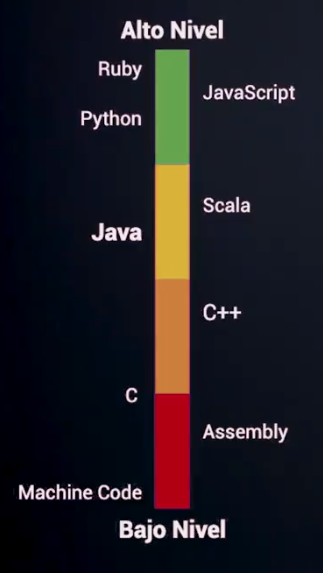 Alto Nivel
Ruby
JavaScript
Python
Scala
Java
C++
C
Assembly
Machine Code
Bajo Nivel